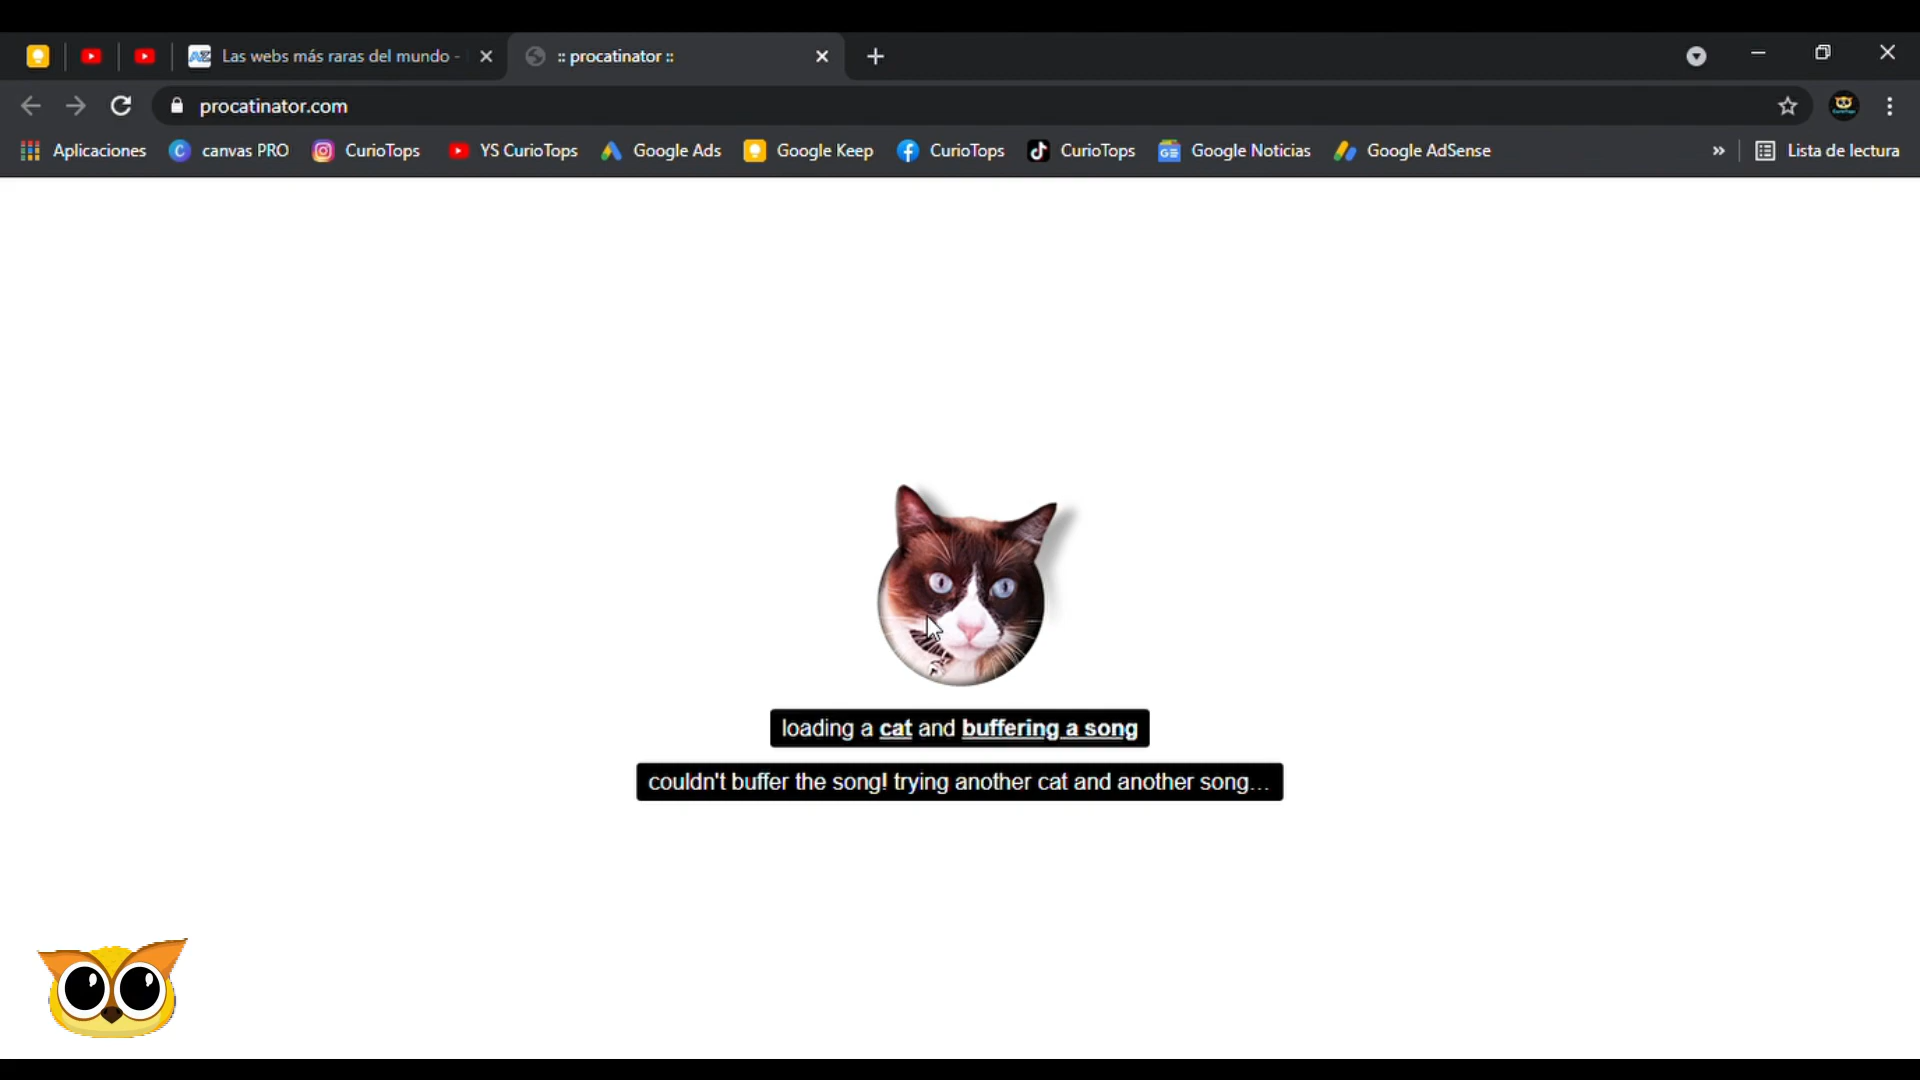 Las webs más raras del mundo -
:: procatinator ::
procatinator.com
Aplicaciones
canvas PRO
CurioTops
YS CurioTops
Google Ads
Google Keep
CurioTops
CurioTops
Google Noticias
Google AdSense
»
Lista de lectura
loading a cat and buffering a song
couldn't buffer the song! trying another cat and another song...